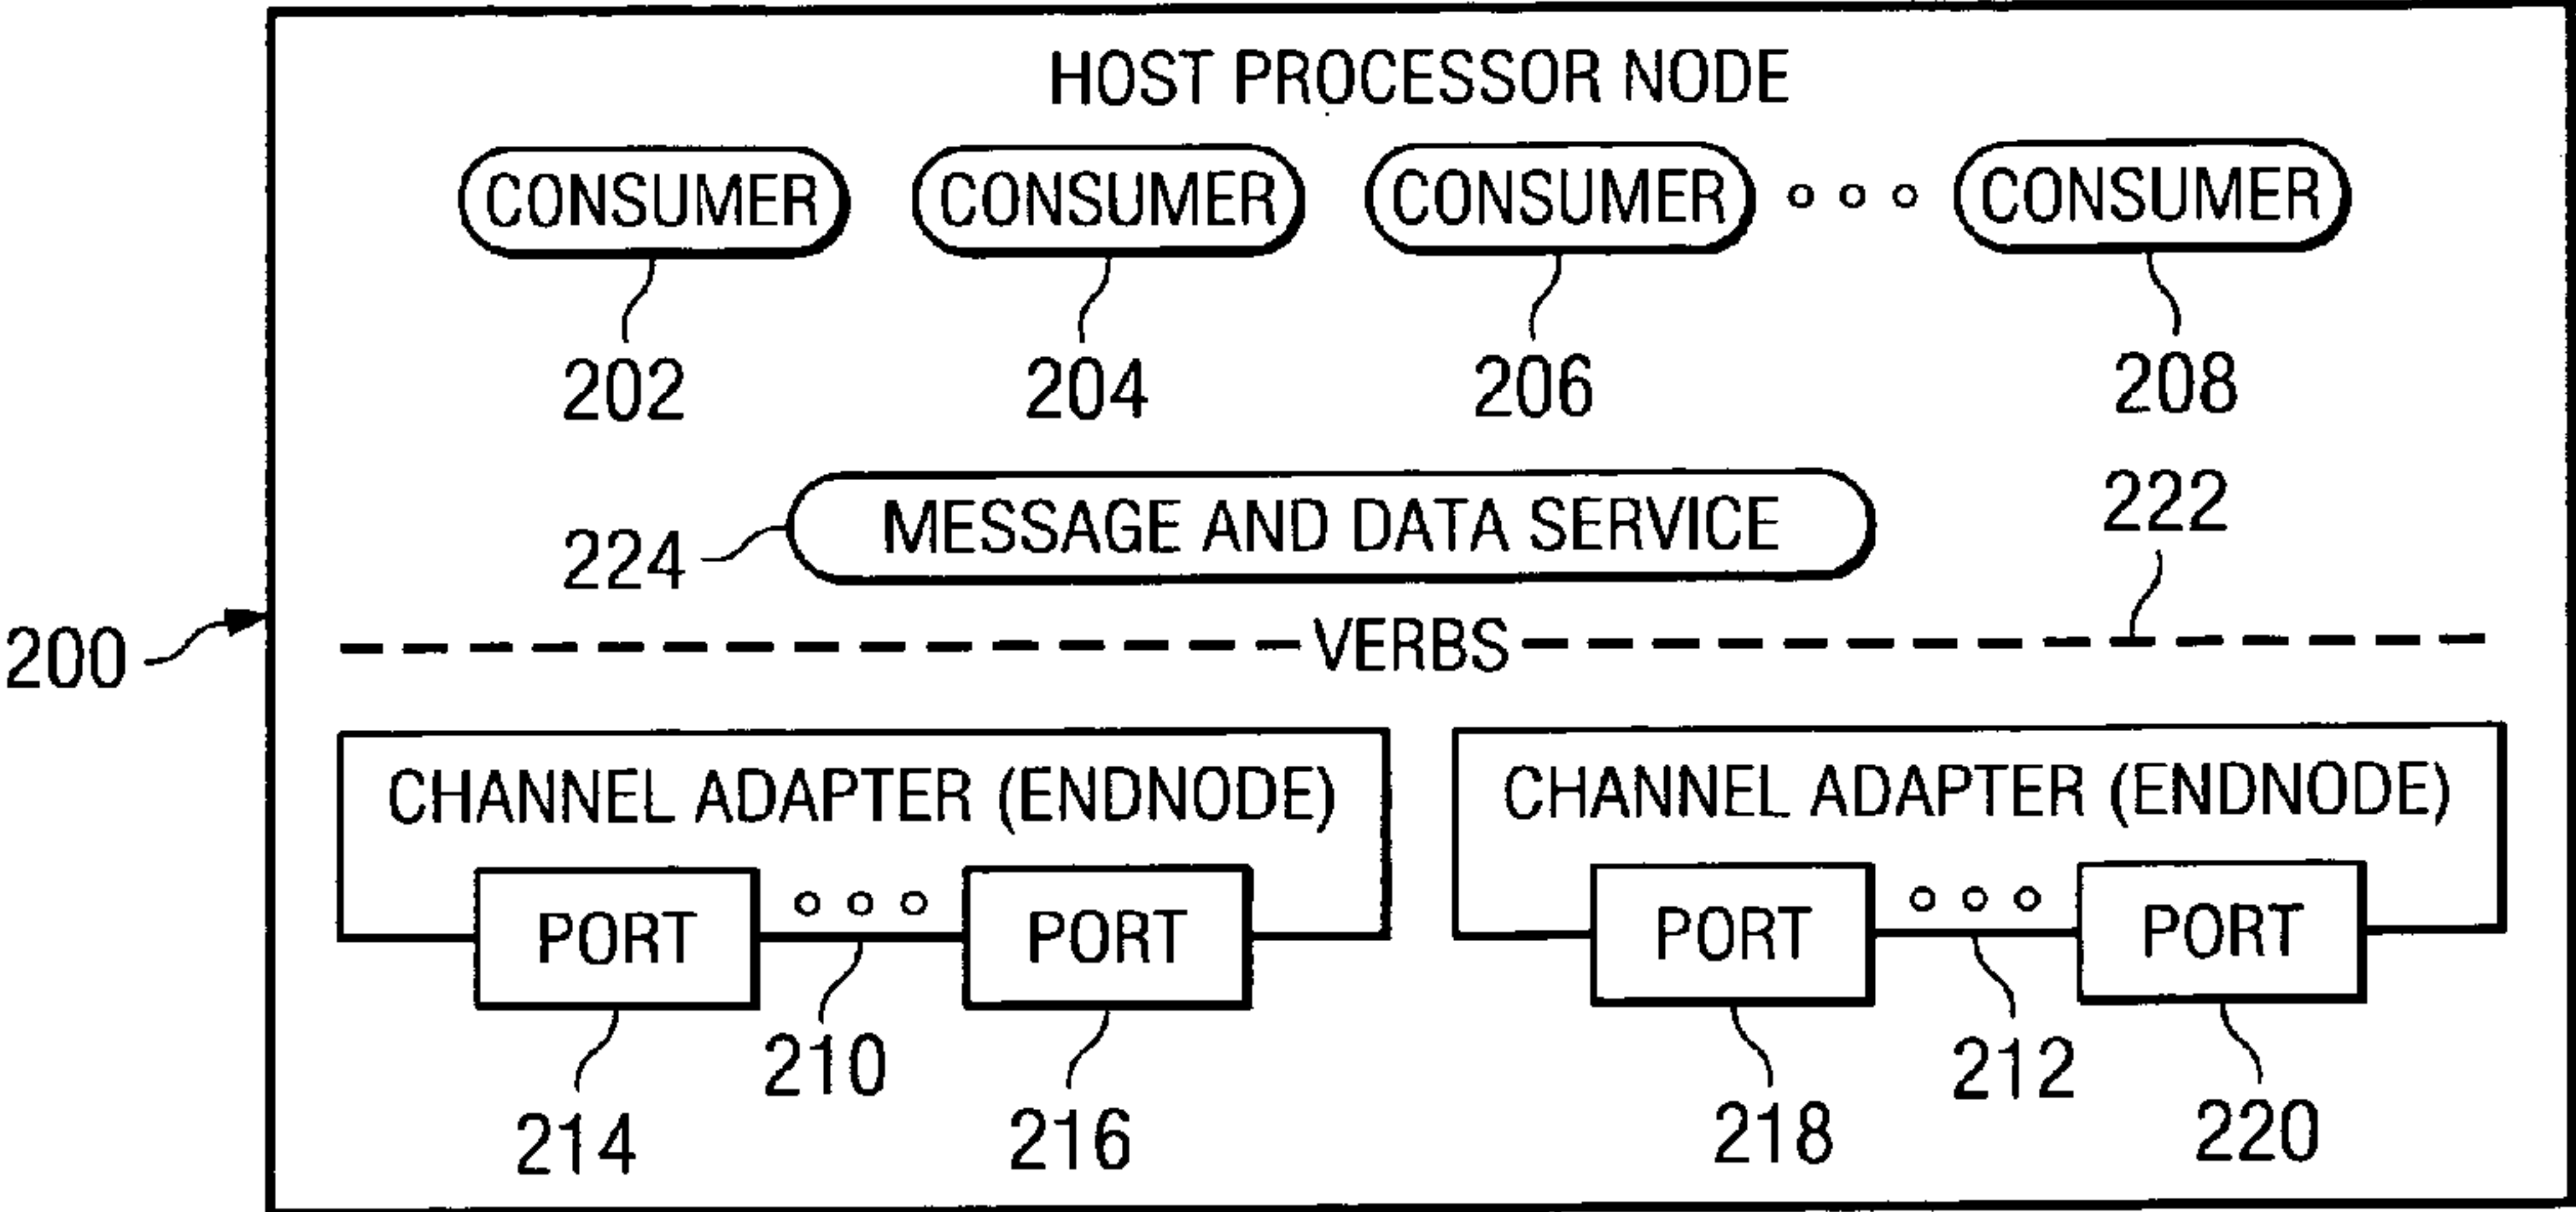 HOST PROCESSOR NODE
CONSUMER CONSUMER CONSUMER CONSUMER
202 204 206 208
222
MESSAGE AND DATA SERVICE
224
200
VERBS
CHANNEL ADAPTER (ENDNODE) CHANNEL ADAPTER (ENDNODE)
PORT PORT PORT PORT
210 212
214 216 218 220